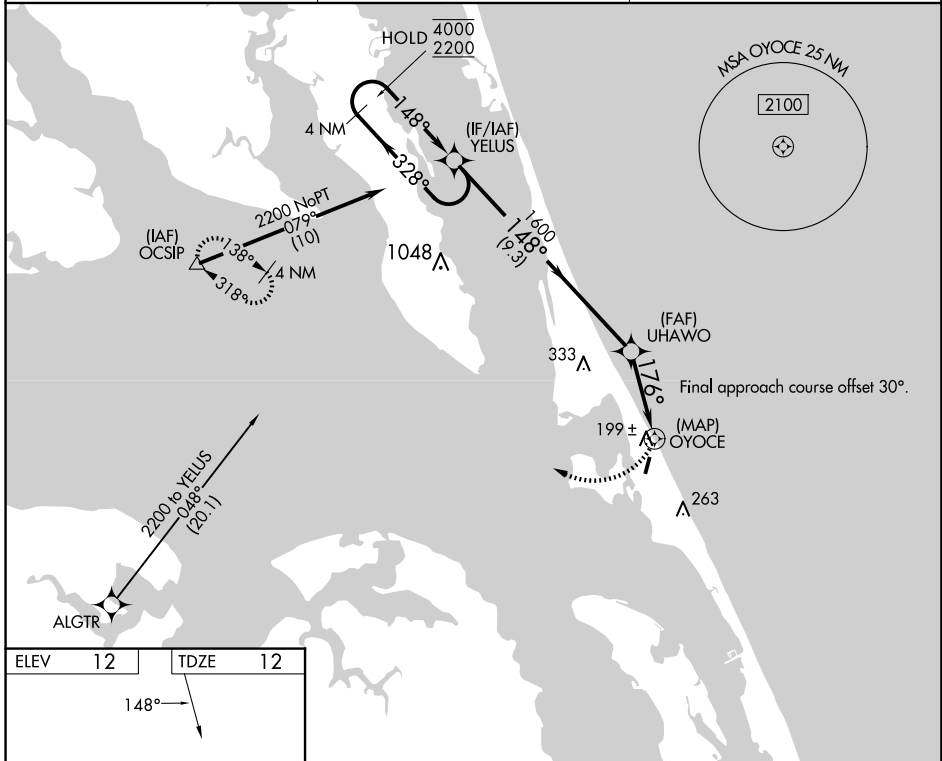 HOLD 4000
2200
MSA OYOCE 25 NM
2100
4 NM
148°
328°
(IF/IAF)
YELUS
2200 NoPT
079°
(10)
(IAF)
OCSIP
138°
4 NM
318°
1048
1600
148°
(9.3)
(FAF)
UHAWO
333
176°
Final approach course offset 30°.
199 ±
(MAP)
OYOCE
263
2200 to YELUS
048°
(20.1)
ALGTR
ELEV 12
TDZE 12
148°